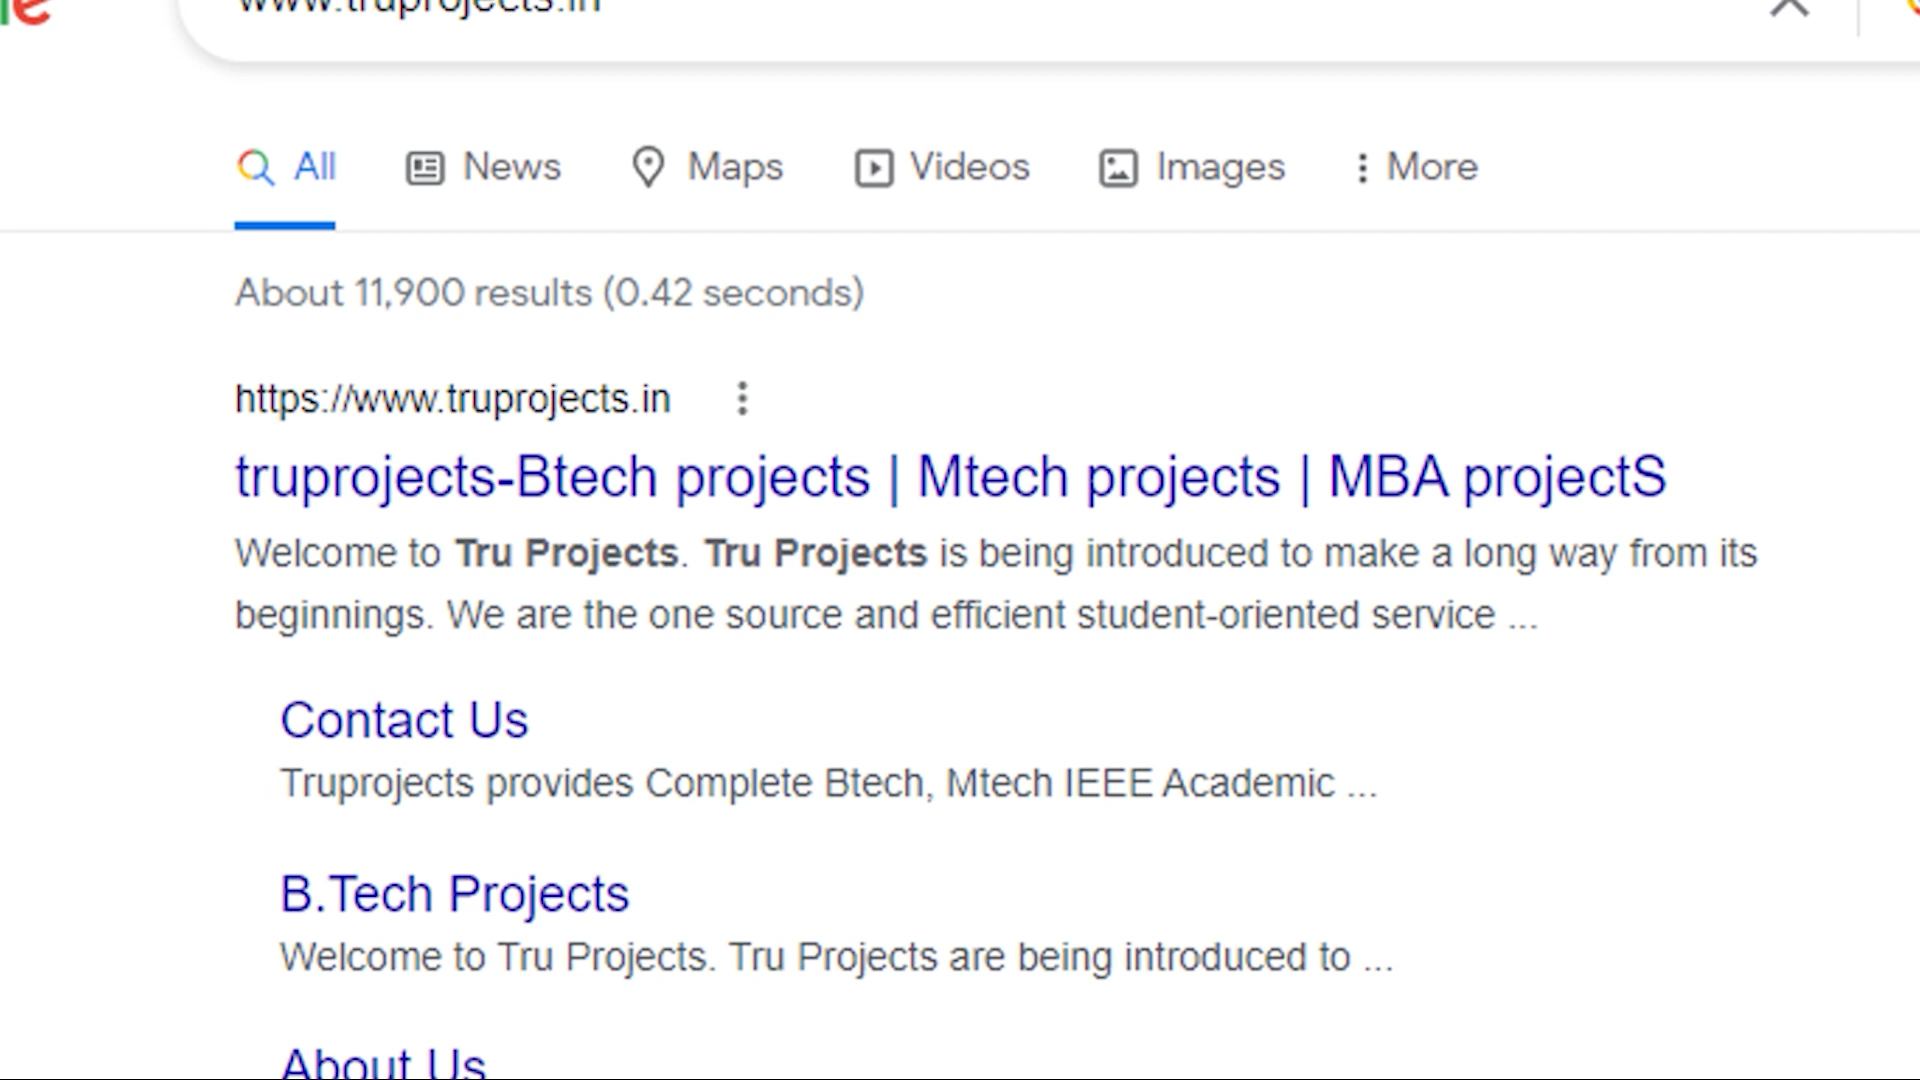 www.truprojects.in
All News Maps Videos Images More
About 11,900 results (0.42 seconds)
https://www.truprojects.in
truprojects-Btech projects | Mtech projects | MBA projectS
Welcome to Tru Projects. Tru Projects is being introduced to make a long way from its
beginnings. We are the one source and efficient student-oriented service ...
Contact Us
Truprojects provides Complete Btech, Mtech IEEE Academic ...
B.Tech Projects
Welcome to Tru Projects. Tru Projects are being introduced to ...
About Us